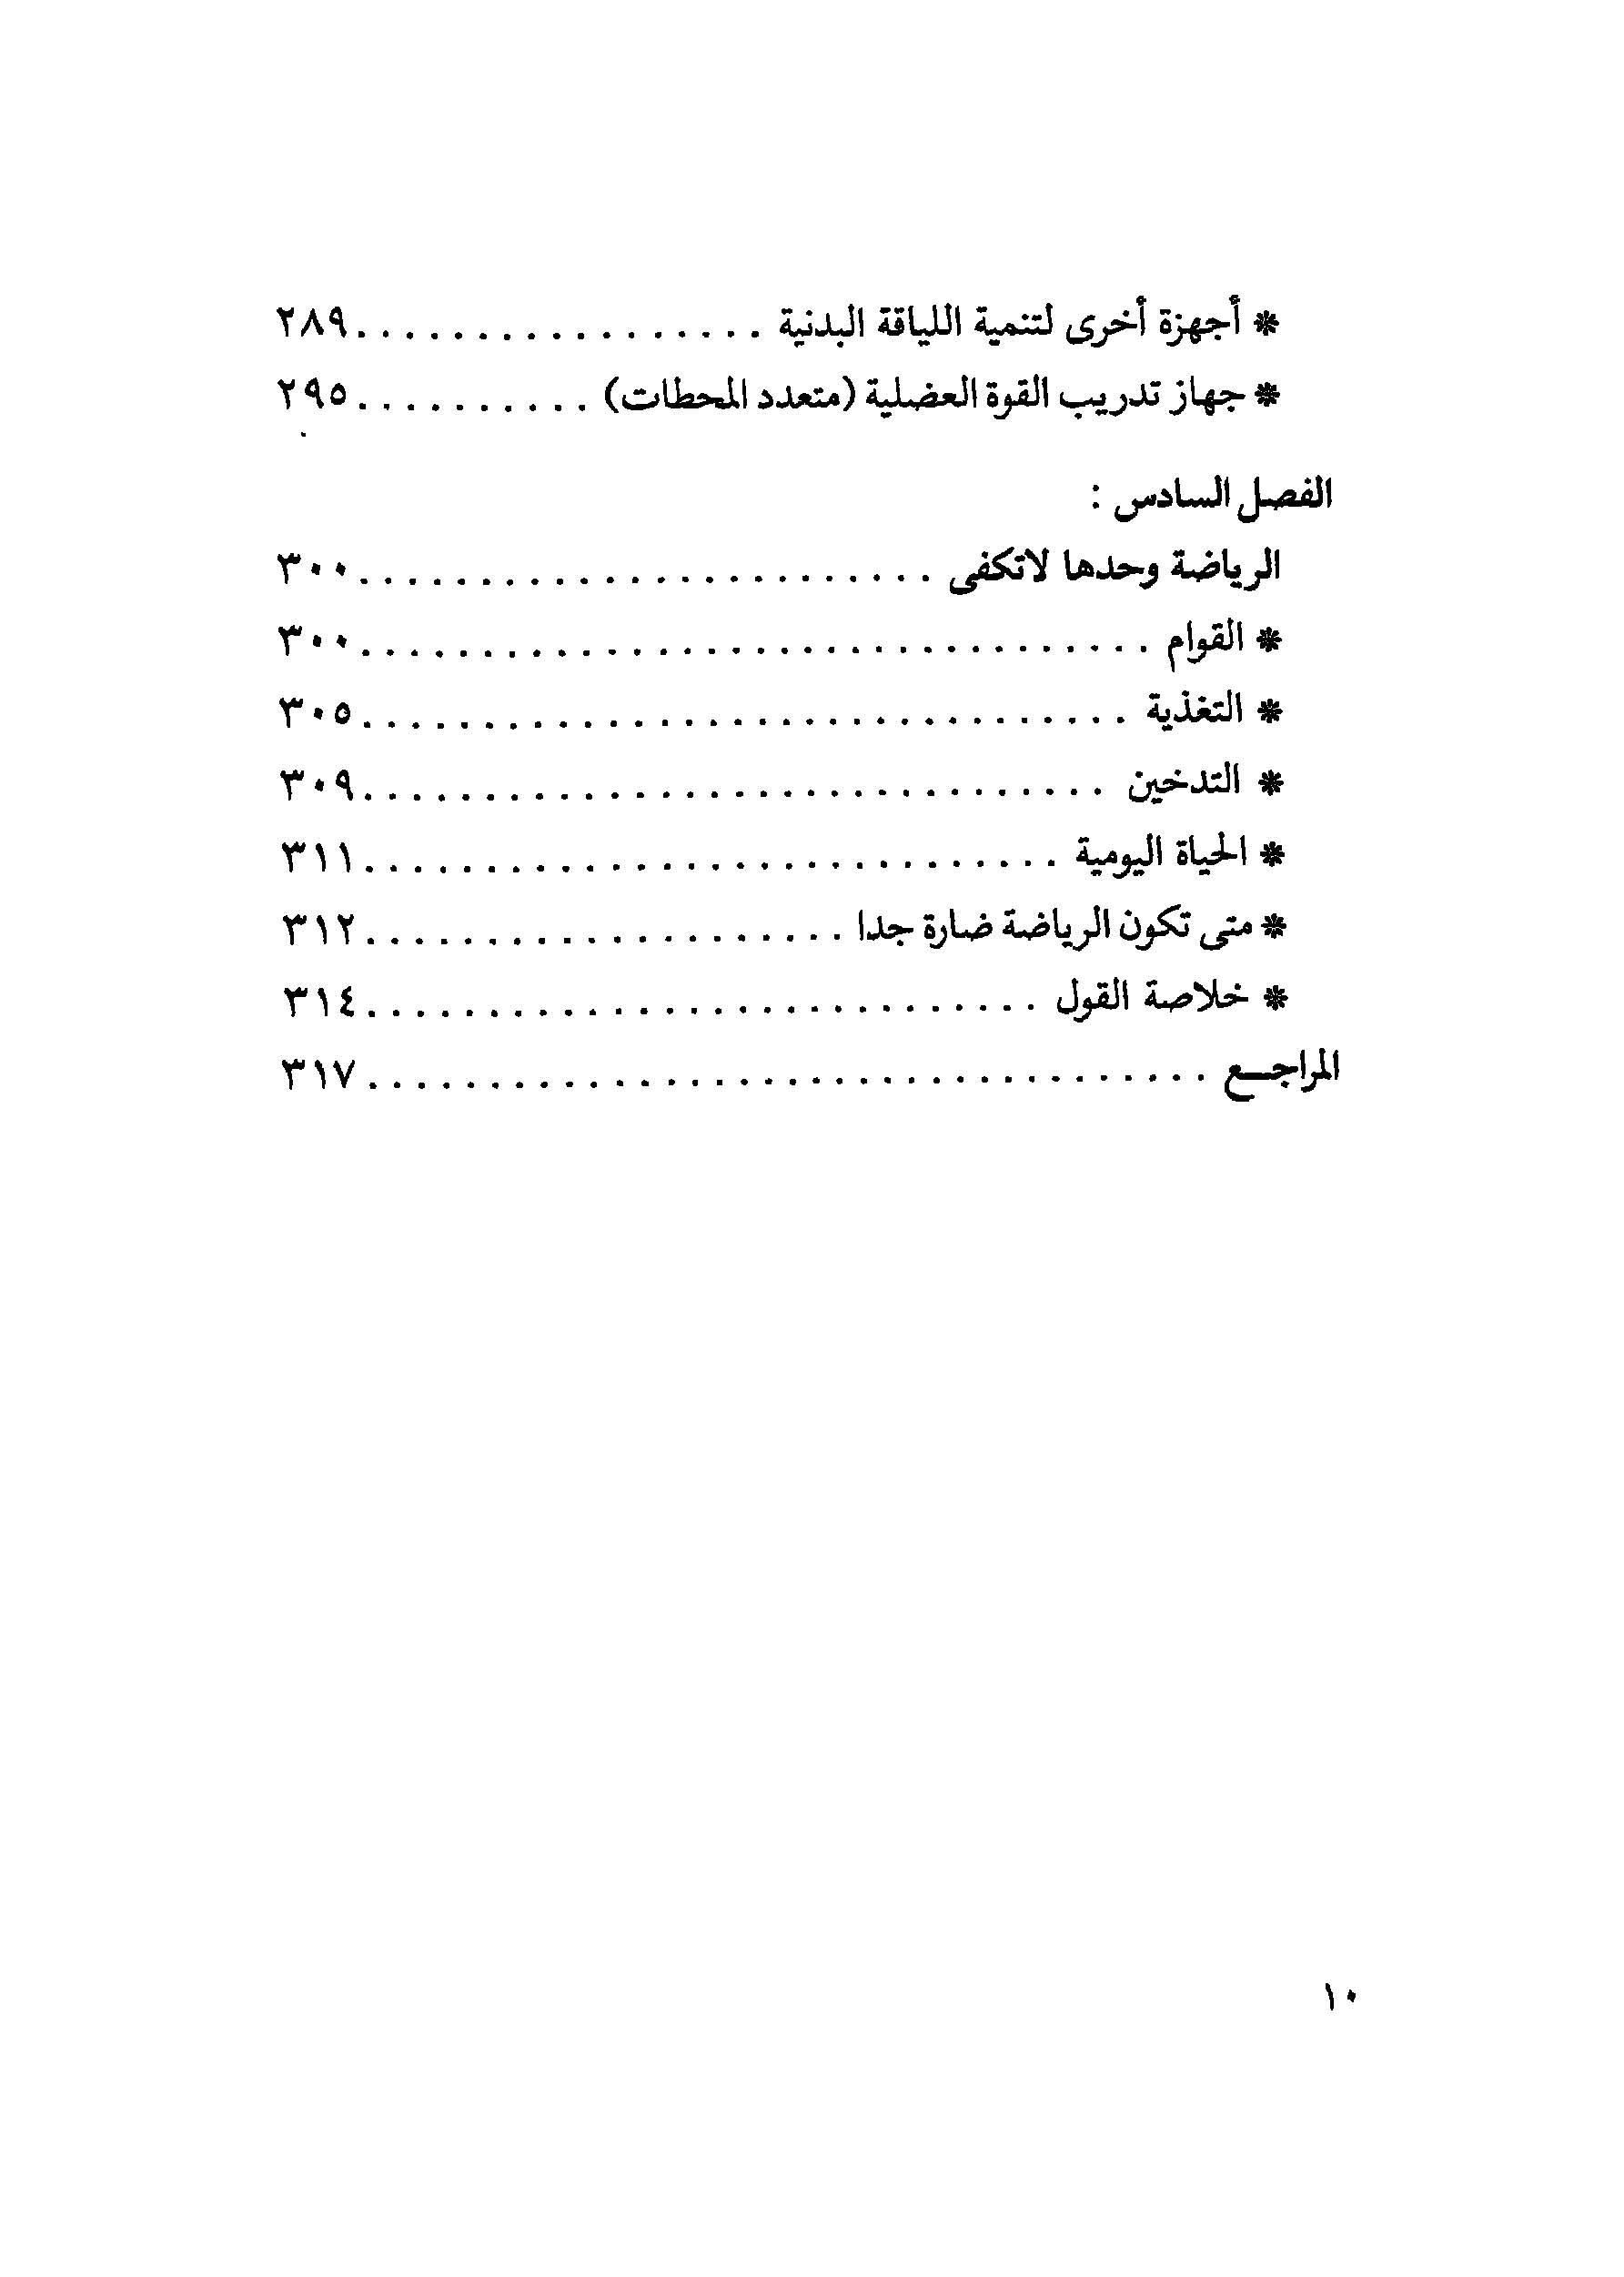 * أجهزة أخرى لتنمية اللياقة البدنية . . . . . . . . . . . . . . . . . ٢٨٩
* جهاز تدريب القوة العضلية (متعدد المحطات) . . . . . . . . . . ٢٩٥
الفصل السادس :
الرياضة وحدها لاتكفى . . . . . . . . . . . . . . . . . . . . . . . . ٣٠٠
* القوام . . . . . . . . . . . . . . . . . . . . . . . . . . . . . . . . . ٣٠٠
* التغذية . . . . . . . . . . . . . . . . . . . . . . . . . . . . . . . . ٣٠٥
* التدخين . . . . . . . . . . . . . . . . . . . . . . . . . . . . . . . ٣٠٩
* الحياة اليومية . . . . . . . . . . . . . . . . . . . . . . . . . . . . . ٣١١
* متى تكون الرياضة ضارة جدا . . . . . . . . . . . . . . . . . . . . ٣١٢
* خلاصة القول . . . . . . . . . . . . . . . . . . . . . . . . . . . . ٣١٤
المراجـــع . . . . . . . . . . . . . . . . . . . . . . . . . . . . . . . . . . . ٣١٧
١٠